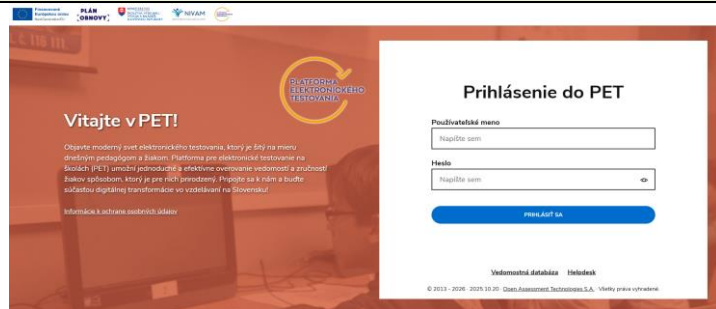 Financované
Európskou úniou
PLÁN
OBNOVY
NIVAM
PLATFORMA
ELEKTRONICKÉHO
TESTOVANIA
Vitajte v PET!
Objavte moderný svet elektronického testovania, ktorý je šitý na mieru
dnešným pedagógom a žiakom. Platforma pre elektronické testovanie na
školách (PET) umožní jednoduché a efektívne overovanie vedomostí a zručností
žiakov spôsobom, ktorý je pre nich prirodzený. Pripojte sa k nám a buďte
súčasťou digitálnej transformácie vo vzdelávaní na Slovensku!
Informácie k ochrane osobných údajov
Prihlásenie do PET
Používateľské meno
Napíšte sem
Heslo
Napíšte sem
PRIHLÁSIŤ SA
Vedomostná databáza Helpdesk
© 2013 - 2026 · 2025.10.20 · Open Assessment Technologies S.A. · Všetky práva vyhradené.